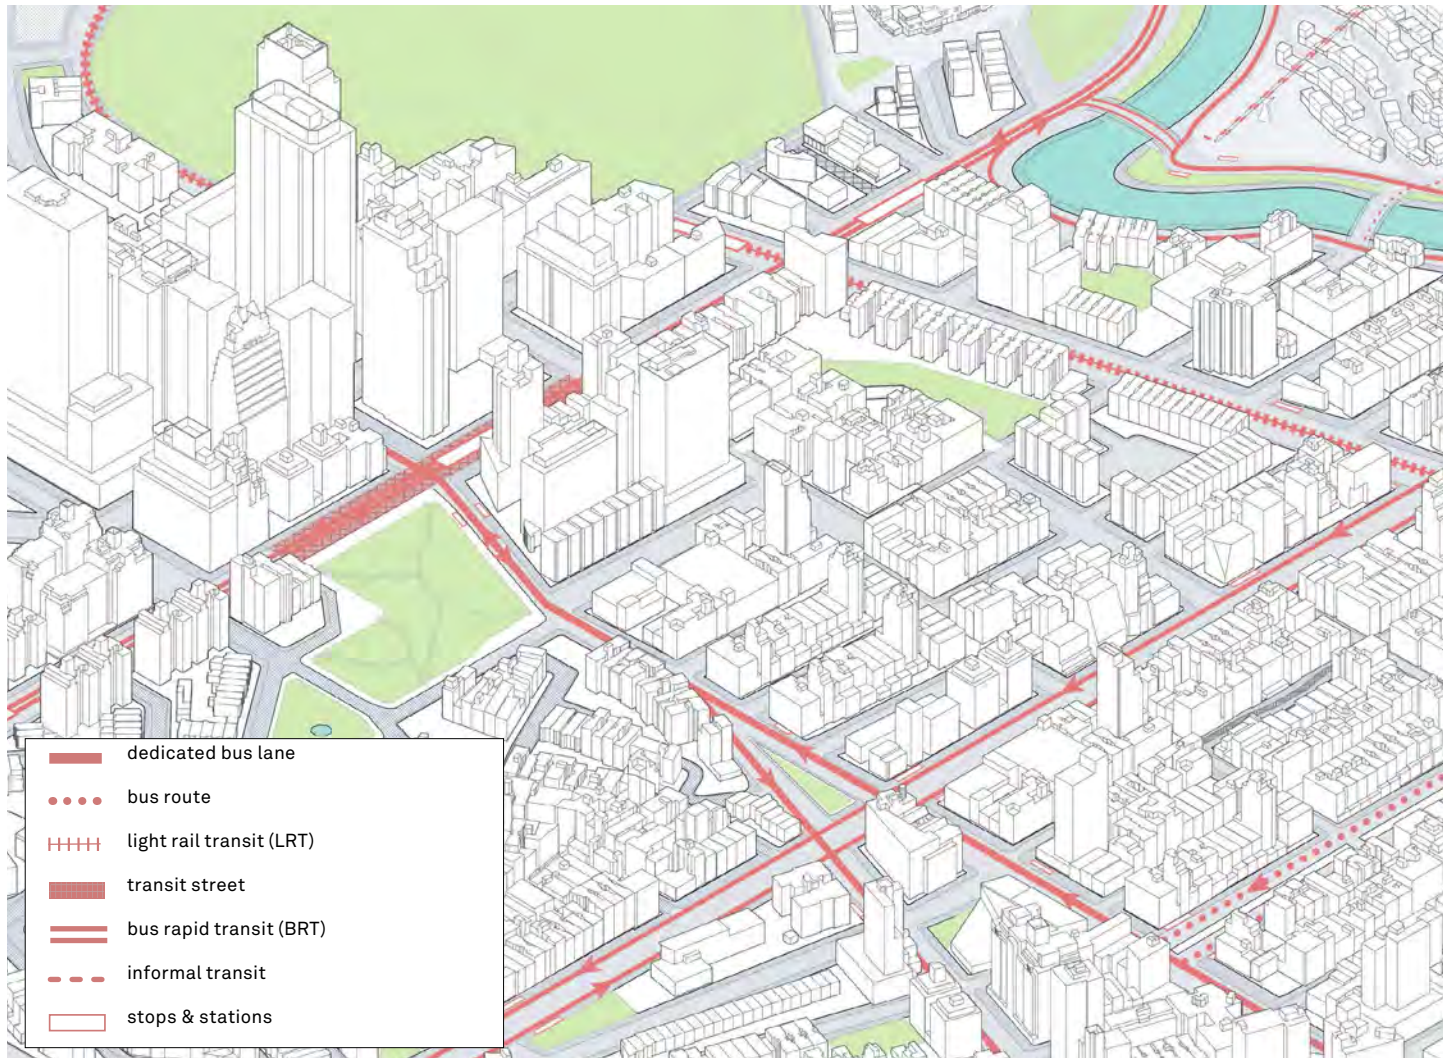 dedicated bus lane
bus route
light rail transit (LRT)
transit street
bus rapid transit (BRT)
informal transit
stops & stations